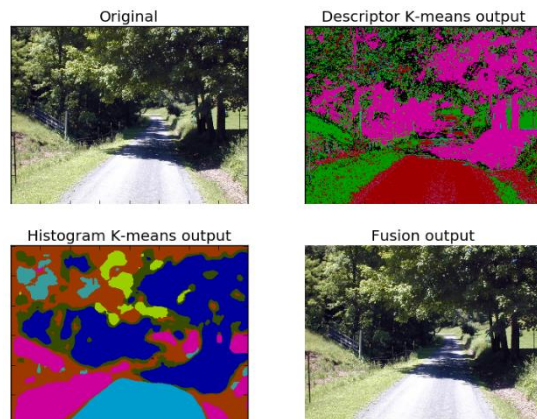 Original
Descriptor K-means output
Histogram K-means output
Fusion output